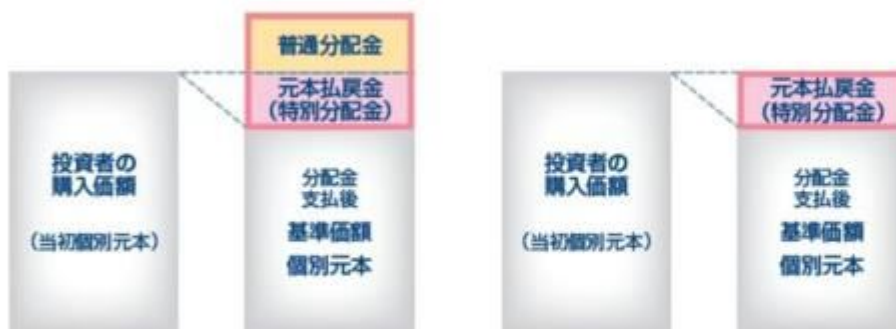 普通分配金
元本払戻金
(特別分配金)
投資者の
購入価額
(当初個別元本)
分配金
支払後
基準価額
個別元本
元本払戻金
(特別分配金)
投資者の
購入価額
(当初個別元本)
分配金
支払後
基準価額
個別元本